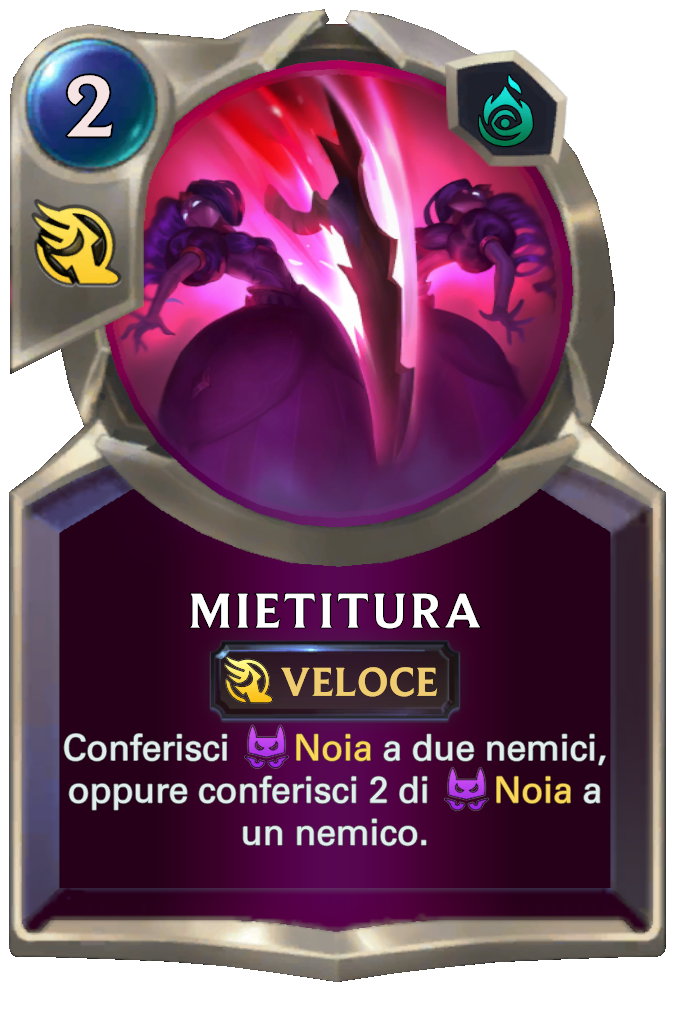 2
MIETITURA
VELOCE
Conferisci Noia a due nemici,
oppure conferisci 2 di Noia a
un nemico.